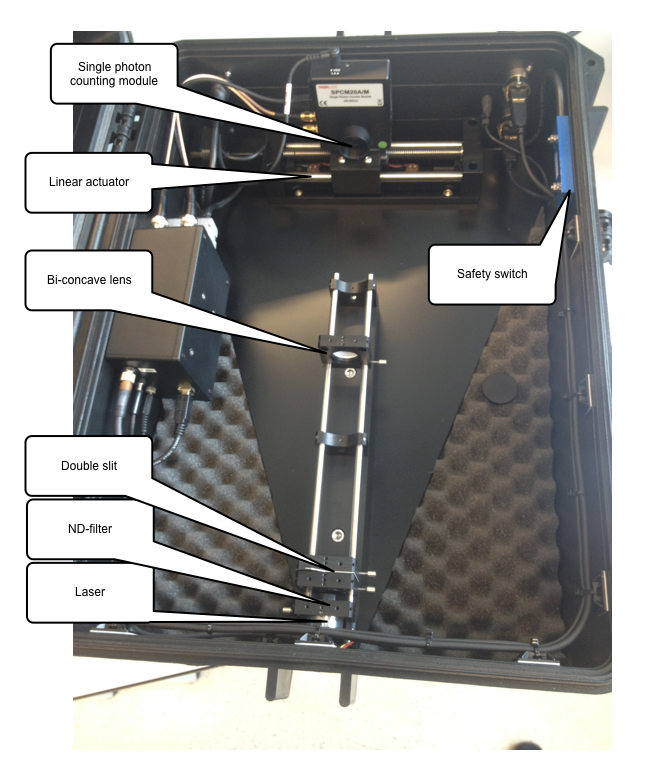 Single photon
counting module
SPCM20A/M
Linear actuator
Bi-concave lens
Safety switch
Double slit
ND-filter
Laser